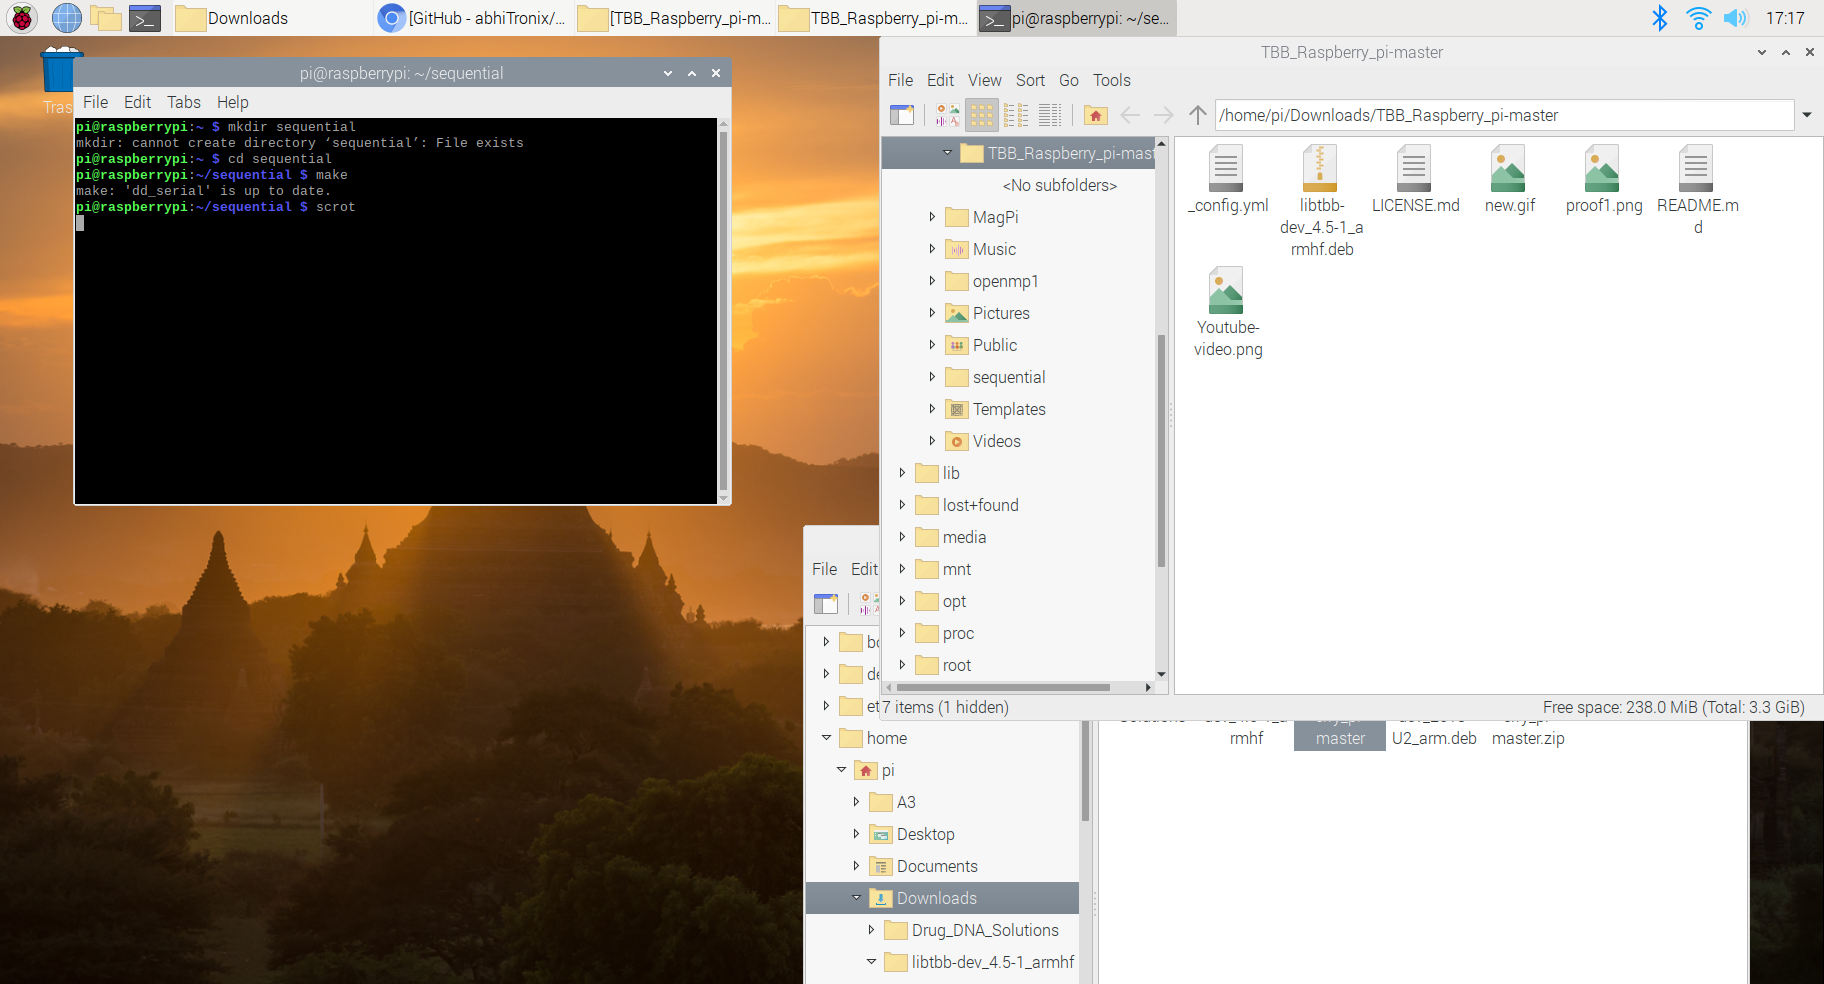 Downloads
[GitHub - abhiTronix/...
[TBB_Raspberry_pi-m...
TBB_Raspberry_pi-m...
pi@raspberrypi: ~/se...
17:17
pi@raspberrypi: ~/sequential
File Edit Tabs Help
pi@raspberrypi:~ $ mkdir sequential
mkdir: cannot create directory ‘sequential’: File exists
pi@raspberrypi:~ $ cd sequential
pi@raspberrypi:~/sequential $ make
make: 'dd_serial' is up to date.
pi@raspberrypi:~/sequential $ scrot
TBB_Raspberry_pi-master
File Edit View Sort Go Tools
/home/pi/Downloads/TBB_Raspberry_pi-master
TBB_Raspberry_pi-mast
<No subfolders>
MagPi
Music
openmp1
Pictures
Public
sequential
Templates
Videos
lib
lost+found
media
mnt
opt
proc
root
_config.yml
libtbb-
dev_4.5-1_a
rmhf.deb
LICENSE.md
new.gif
proof1.png
README.m
d
Youtube-
video.png
7 items (1 hidden)
Free space: 238.0 MiB (Total: 3.3 GiB)
File Edit
home
pi
A3
Desktop
Documents
Downloads
Drug_DNA_Solutions
libtbb-dev_4.5-1_armhf
rmhf
master
U2_arm.deb
master.zip